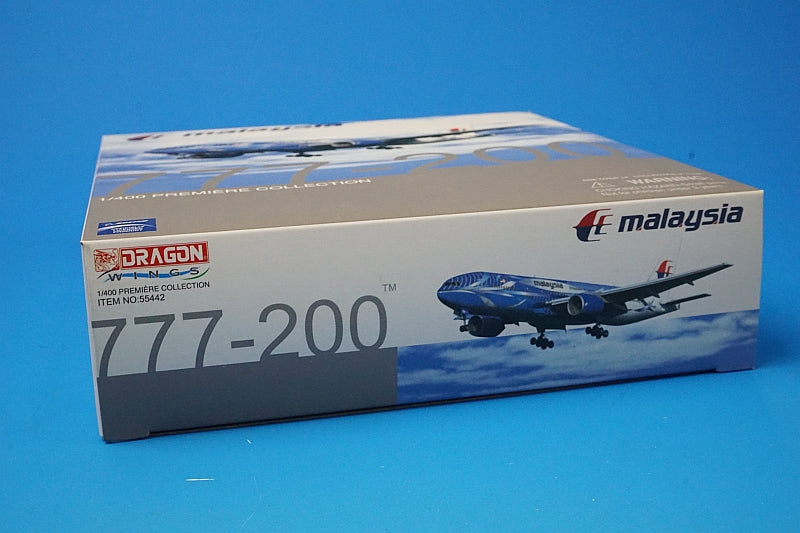 malaysia
777-200
1/400 PREMIERE COLLECTION
WARNING
DRAGON
WINGS
1/400 PREMIÈRE COLLECTION
ITEM NO:55442
777-200™
malaysia
malaysia